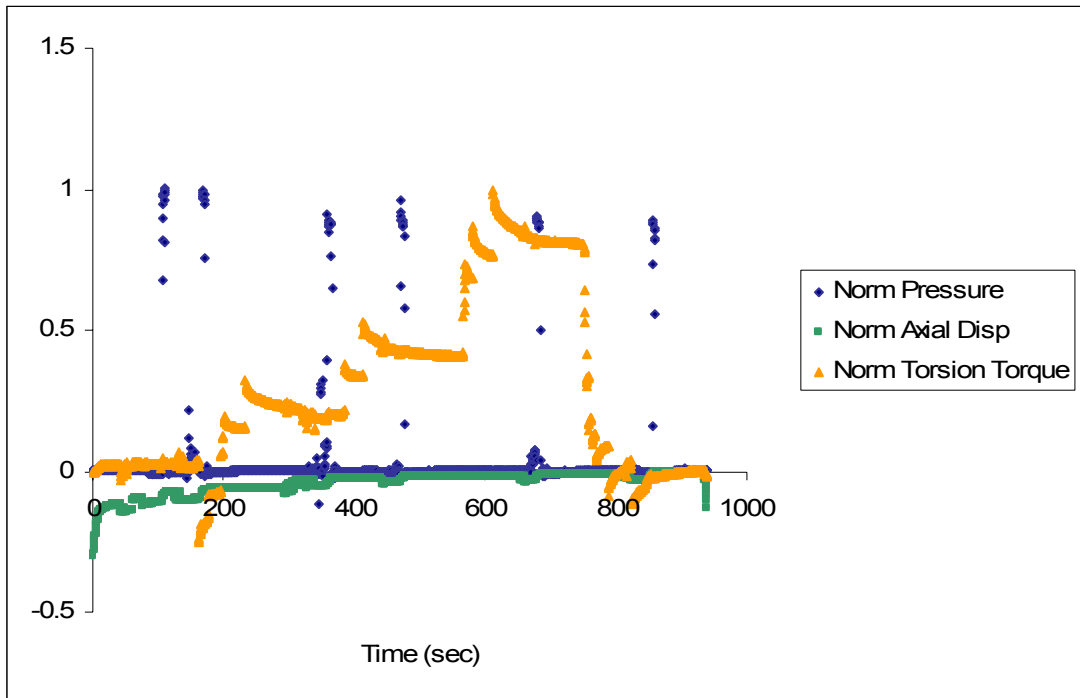 1.5
1
0.5
0
-0.5
0 200 400 600 800 1000
Time (sec)
Norm Pressure
Norm Axial Disp
Norm Torsion Torque